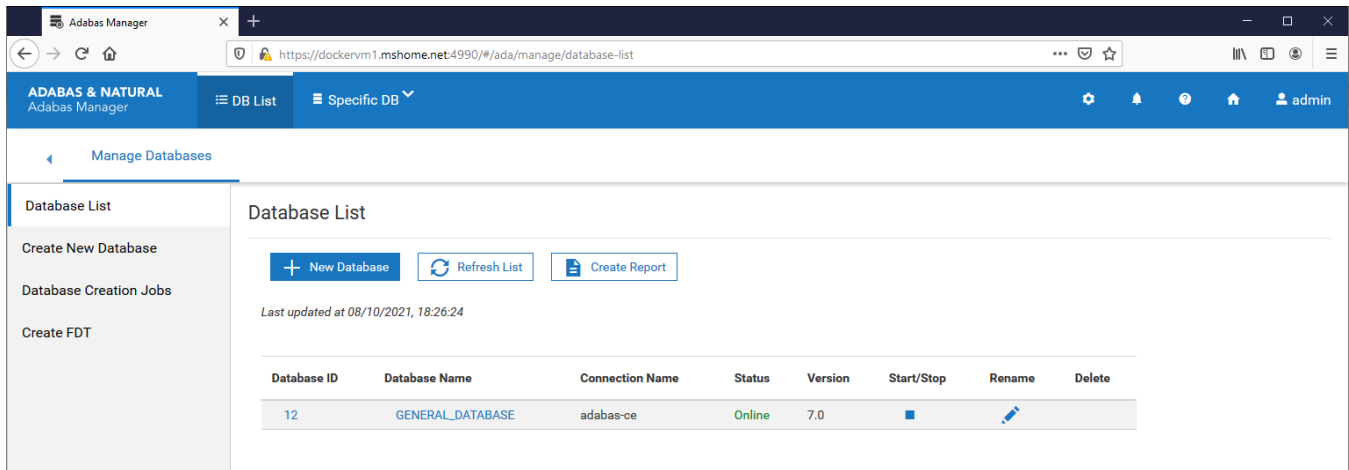 Adabas Manager
https://dockervm1.mshome.net:4990/#/ada/manage/database-list
ADABAS & NATURAL
Adabas Manager
DB List
Specific DB
admin
Manage Databases
Database List
Create New Database
Database Creation Jobs
Create FDT
Database List
New Database Refresh List Create Report
Last updated at 08/10/2021, 18:26:24
Database ID Database Name Connection Name Status Version Start/Stop Rename Delete
12 GENERAL_DATABASE adabas-ce Online 7.0